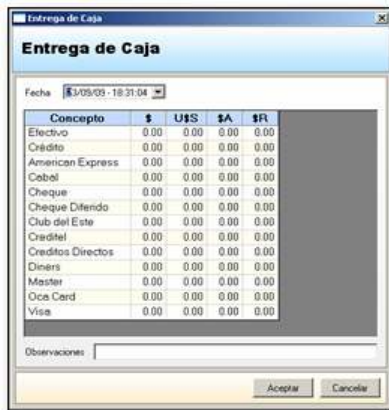 Entrega de Caja
Entrega de Caja
Fecha 3/09/09 - 18:31:04
Concepto $ U$S $A $R
Efectivo 0.00 0.00 0.00 0.00
Crédito 0.00 0.00 0.00 0.00
American Express 0.00 0.00 0.00 0.00
Cabal 0.00 0.00 0.00 0.00
Cheque 0.00 0.00 0.00 0.00
Cheque Diferido 0.00 0.00 0.00 0.00
Club del Este 0.00 0.00 0.00 0.00
Creditel 0.00 0.00 0.00 0.00
Creditos Directos 0.00 0.00 0.00 0.00
Diners 0.00 0.00 0.00 0.00
Master 0.00 0.00 0.00 0.00
Oca Card 0.00 0.00 0.00 0.00
Visa 0.00 0.00 0.00 0.00
Observaciones
Aceptar Cancelar